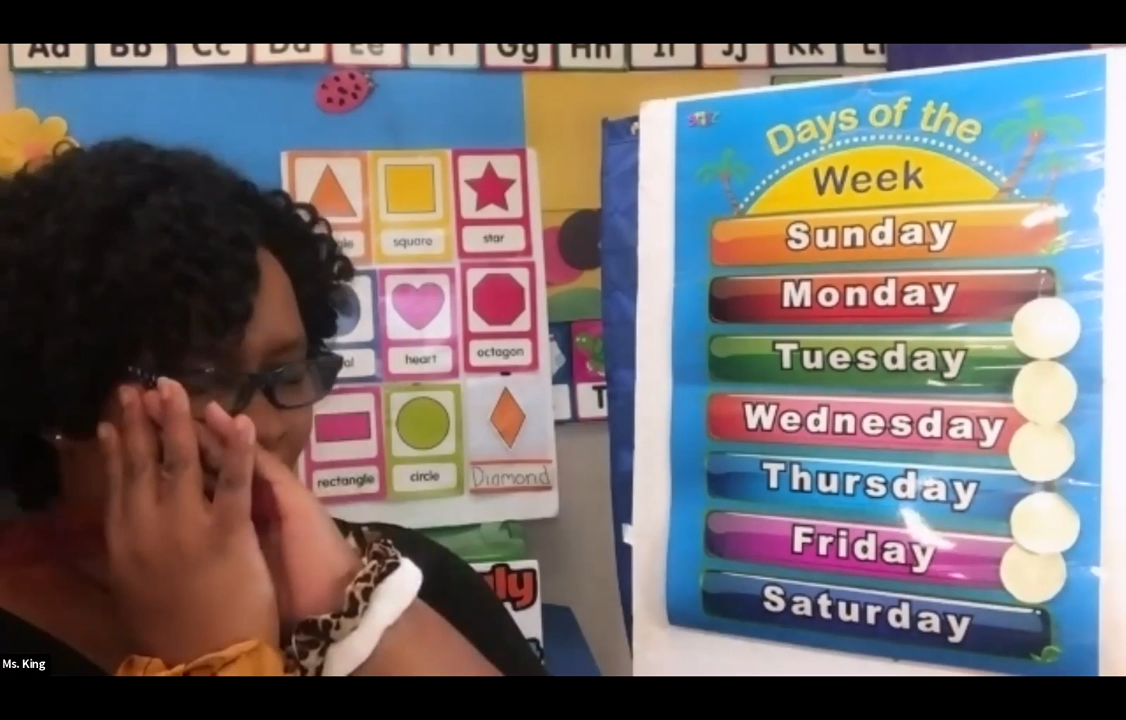 Aa Bb Cc Dd Ee Ff Gg Hh Ii Jj Kk Ll
Days of the
Week
Sunday
Monday
Tuesday
Wednesday
Thursday
Friday
Saturday
square
star
heart
octagon
rectangle
circle
Diamond
Ms. King